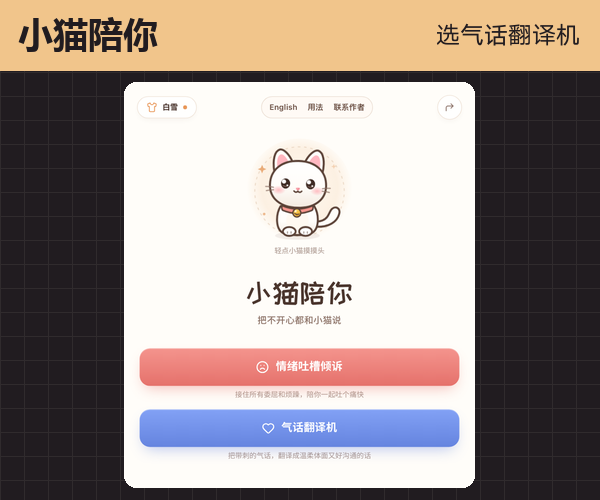 小猫陪你
选气话翻译机
白雪
English 用法 联系作者
轻点小猫摸摸头
小猫陪你
把不开心都和小猫说
情绪吐槽倾诉
接住所有委屈和烦躁，陪你一起吐个痛快
气话翻译机
把带刺的气话，翻译成温柔体面又好沟通的话